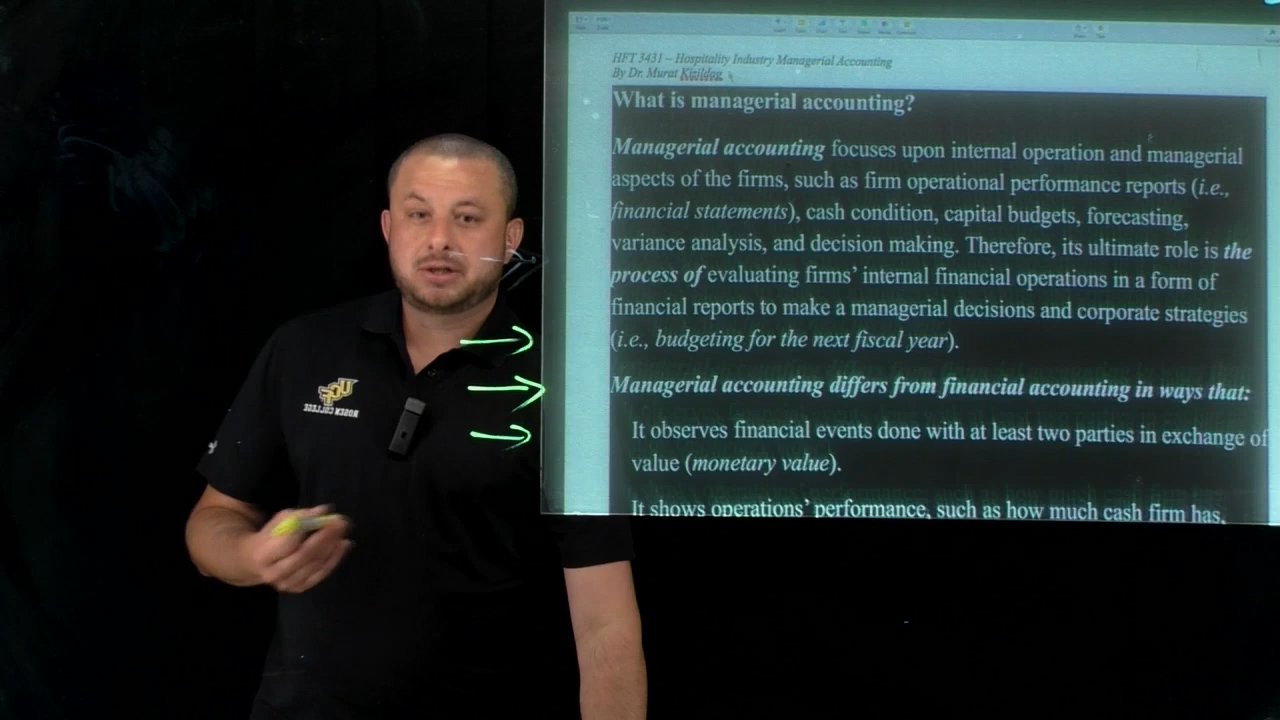 HFT 3431 – Hospitality Industry Managerial Accounting
By Dr. Murat Kizildag
What is managerial accounting?
Managerial accounting focuses upon internal operation and managerial
aspects of the firms, such as firm operational performance reports (i.e.,
financial statements), cash condition, capital budgets, forecasting,
variance analysis, and decision making. Therefore, its ultimate role is the
process of evaluating firms’ internal financial operations in a form of
financial reports to make a managerial decisions and corporate strategies
(i.e., budgeting for the next fiscal year).
Managerial accounting differs from financial accounting in ways that:
It observes financial events done with at least two parties in exchange of
value (monetary value).
It shows operations’ performance, such as how much cash firm has,
UCF
ROSEN COLLEGE